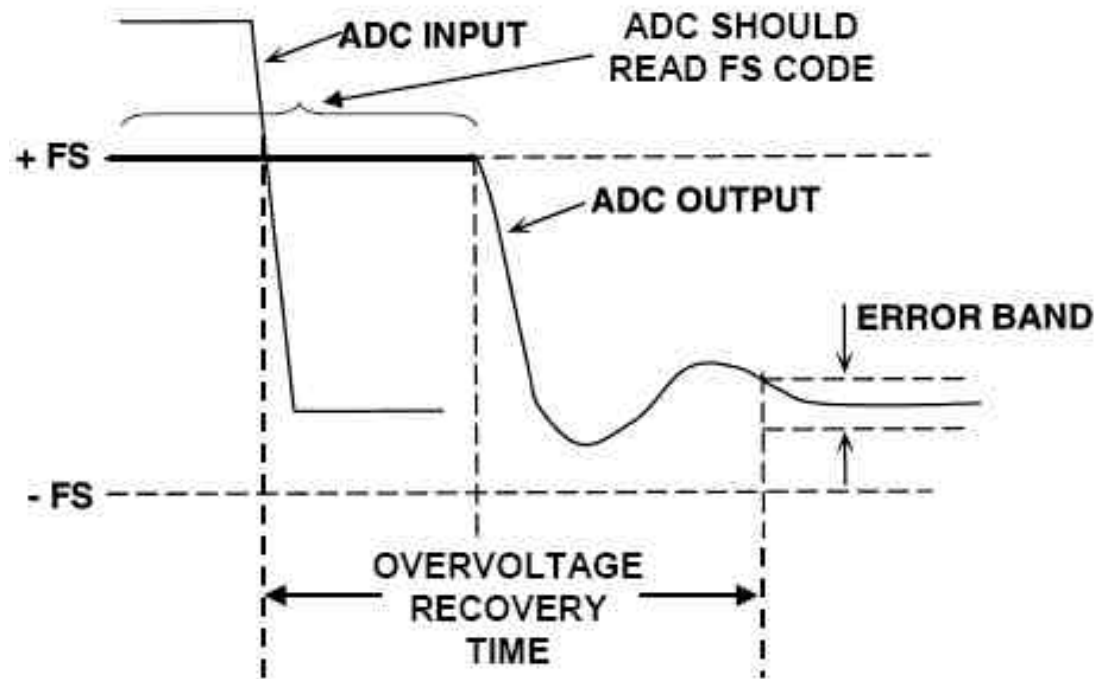 ADC INPUT
ADC SHOULD
READ FS CODE
+ FS
ADC OUTPUT
ERROR BAND
- FS
OVERVOLTAGE
RECOVERY
TIME